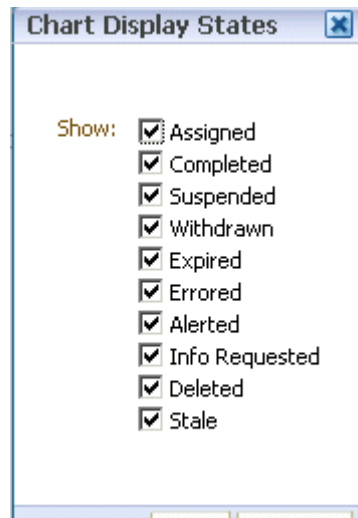 Chart Display States
Show: Assigned
Completed
Suspended
Withdrawn
Expired
Errored
Alerted
Info Requested
Deleted
Stale